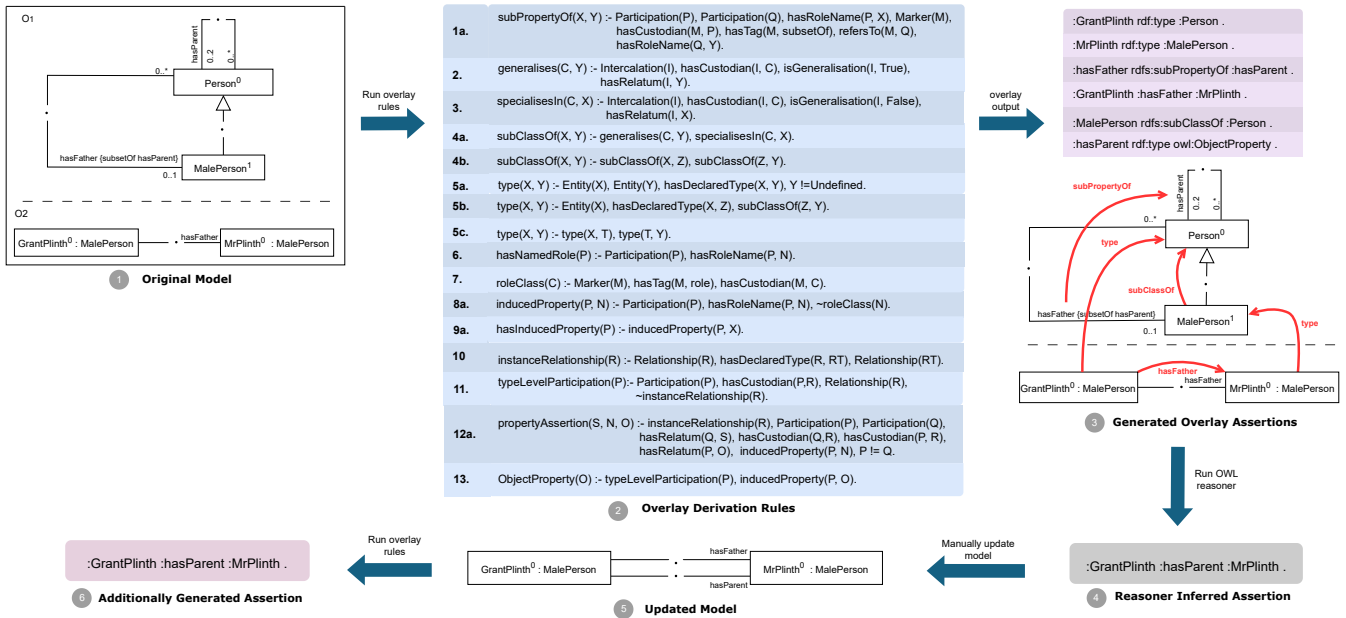 O1
hasParent
0..2
0..*
0..*
Person0
hasFather {subsetOf hasParent}
MalePerson1
0..1
O2
GrantPlinth0 : MalePerson
hasFather
MrPlinth0 : MalePerson
1 Original Model
Run overlay
rules
1a. subPropertyOf(X, Y) :- Participation(P), Participation(Q), hasRoleName(P, X), Marker(M),
hasCustodian(M, P), hasTag(M, subsetOf), refersTo(M, Q),
hasRoleName(Q, Y).
2. generalises(C, Y) :- Intercalation(I), hasCustodian(I, C), isGeneralisation(I, True),
hasRelatum(I, Y).
3. specialisesIn(C, X) :- Intercalation(I), hasCustodian(I, C), isGeneralisation(I, False),
hasRelatum(I, X).
4a. subClassOf(X, Y) :- generalises(C, Y), specialisesIn(C, X).
4b. subClassOf(X, Y) :- subClassOf(X, Z), subClassOf(Z, Y).
5a. type(X, Y) :- Entity(X), Entity(Y), hasDeclaredType(X, Y), Y !=Undefined.
5b. type(X, Y) :- Entity(X), hasDeclaredType(X, Z), subClassOf(Z, Y).
5c. type(X, Y) :- type(X, T), type(T, Y).
6. hasNamedRole(P) :- Participation(P), hasRoleName(P, N).
7. roleClass(C) :- Marker(M), hasTag(M, role), hasCustodian(M, C).
8a. inducedProperty(P, N) :- Participation(P), hasRoleName(P, N), ~roleClass(N).
9a. hasInducedProperty(P) :- inducedProperty(P, X).
10 instanceRelationship(R) :- Relationship(R), hasDeclaredType(R, RT), Relationship(RT).
11. typeLevelParticipation(P):- Participation(P), hasCustodian(P,R), Relationship(R),
~instanceRelationship(R).
12a. propertyAssertion(S, N, O) :- instanceRelationship(R), Participation(P), Participation(Q),
hasRelatum(Q, S), hasCustodian(Q,R), hasCustodian(P, R),
hasRelatum(P, O), inducedProperty(P, N), P != Q.
13. ObjectProperty(O) :- typeLevelParticipation(P), inducedProperty(P, O).
2 Overlay Derivation Rules
overlay
output
:GrantPlinth rdf:type :Person .
:MrPlinth rdf:type :MalePerson .
:hasFather rdfs:subPropertyOf :hasParent .
:GrantPlinth :hasFather :MrPlinth .
:MalePerson rdfs:subClassOf :Person .
:hasParent rdf:type owl:ObjectProperty .
subPropertyOf
hasParent
0..2
0..*
0..*
type
Person0
subClassOf
hasFather {subsetOf hasParent}
MalePerson1
type
0..1
hasFather
GrantPlinth0 : MalePerson
hasFather
MrPlinth0 : MalePerson
3 Generated Overlay Assertions
Run OWL
reasoner
:GrantPlinth :hasParent :MrPlinth .
4 Reasoner Inferred Assertion
Manually update
model
GrantPlinth0 : MalePerson
hasFather
hasParent
MrPlinth0 : MalePerson
5 Updated Model
Run overlay
rules
:GrantPlinth :hasParent :MrPlinth .
6 Additionally Generated Assertion